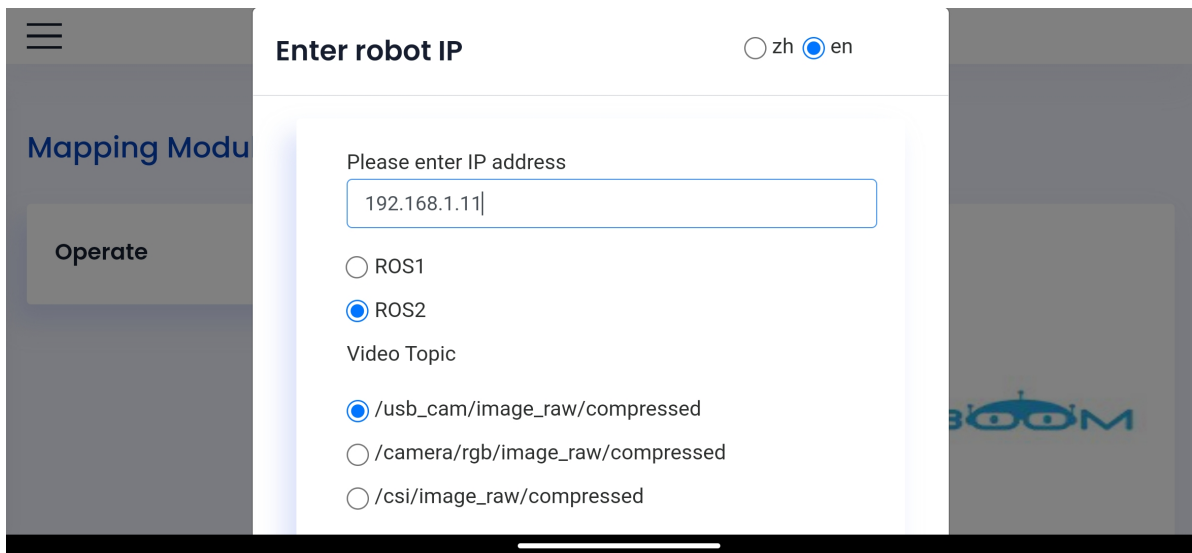 Enter robot IP
zh en
Mapping Modu
Please enter IP address
192.168.1.11
Operate
ROS1
ROS2
Video Topic
/usb_cam/image_raw/compressed
/camera/rgb/image_raw/compressed
/csi/image_raw/compressed
BOOM